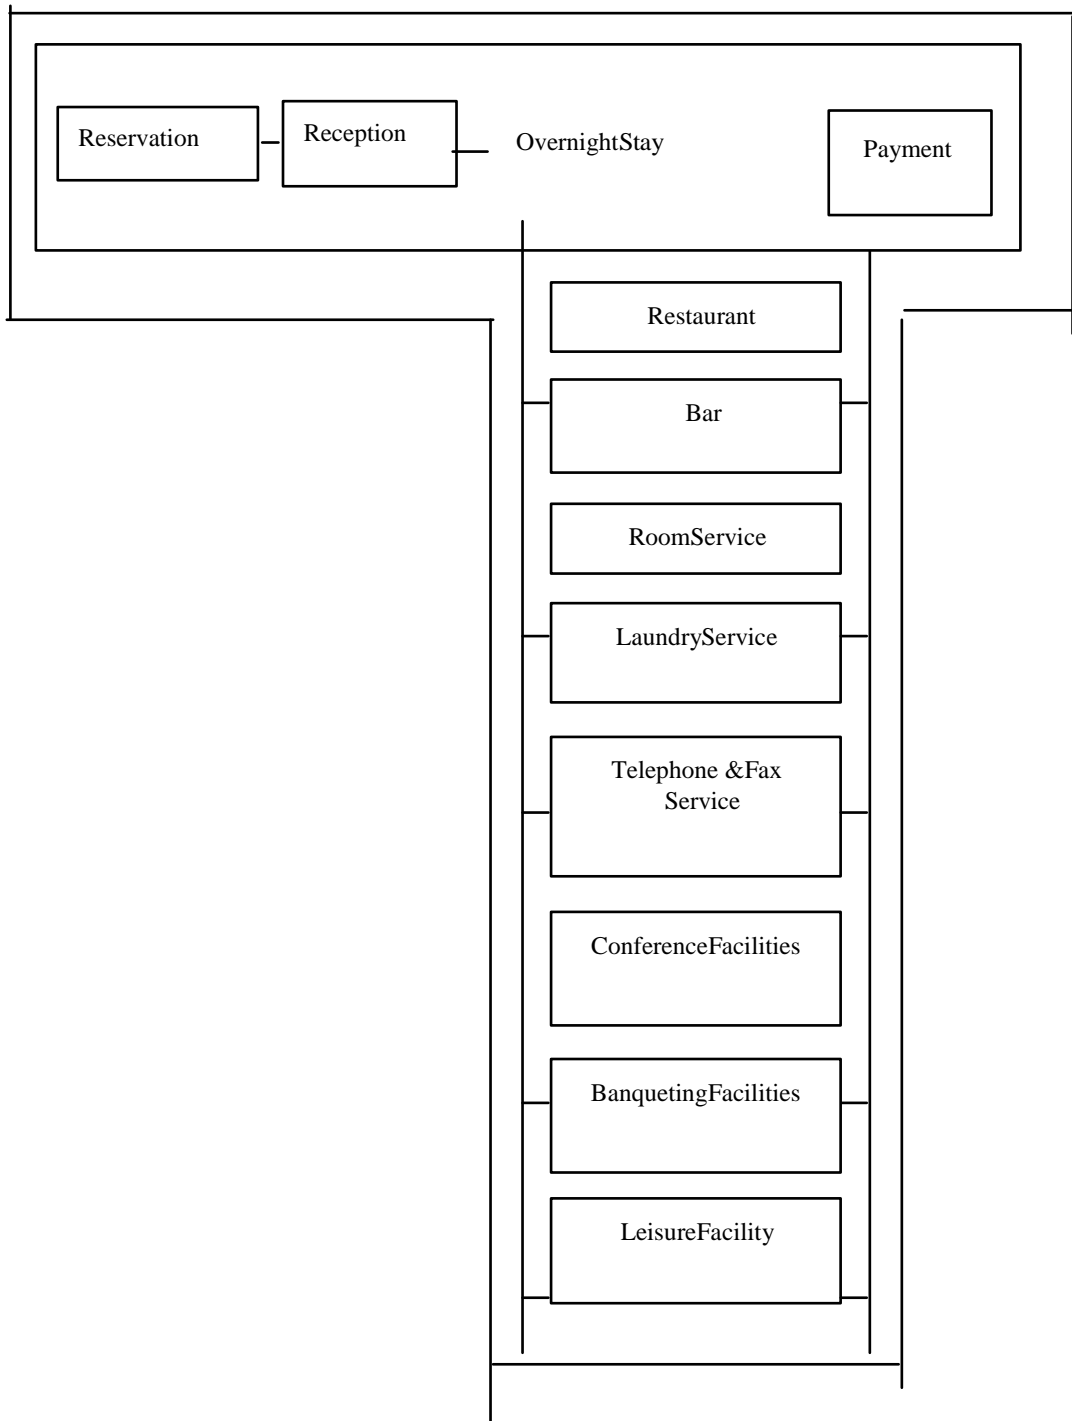 Reservation
Reception
OvernightStay
Payment
Restaurant
Bar
RoomService
LaundryService
Telephone &Fax
Service
ConferenceFacilities
BanquetingFacilities
LeisureFacility